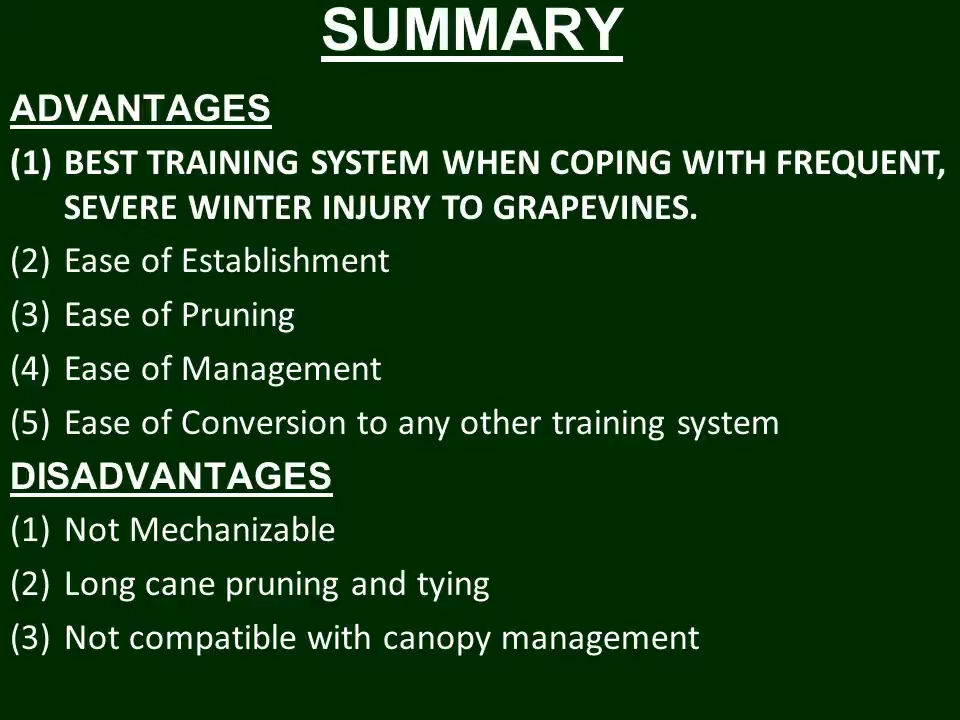 SUMMARY
ADVANTAGES
(1) BEST TRAINING SYSTEM WHEN COPING WITH FREQUENT,
SEVERE WINTER INJURY TO GRAPEVINES.
(2) Ease of Establishment
(3) Ease of Pruning
(4) Ease of Management
(5) Ease of Conversion to any other training system
DISADVANTAGES
(1) Not Mechanizable
(2) Long cane pruning and tying
(3) Not compatible with canopy management